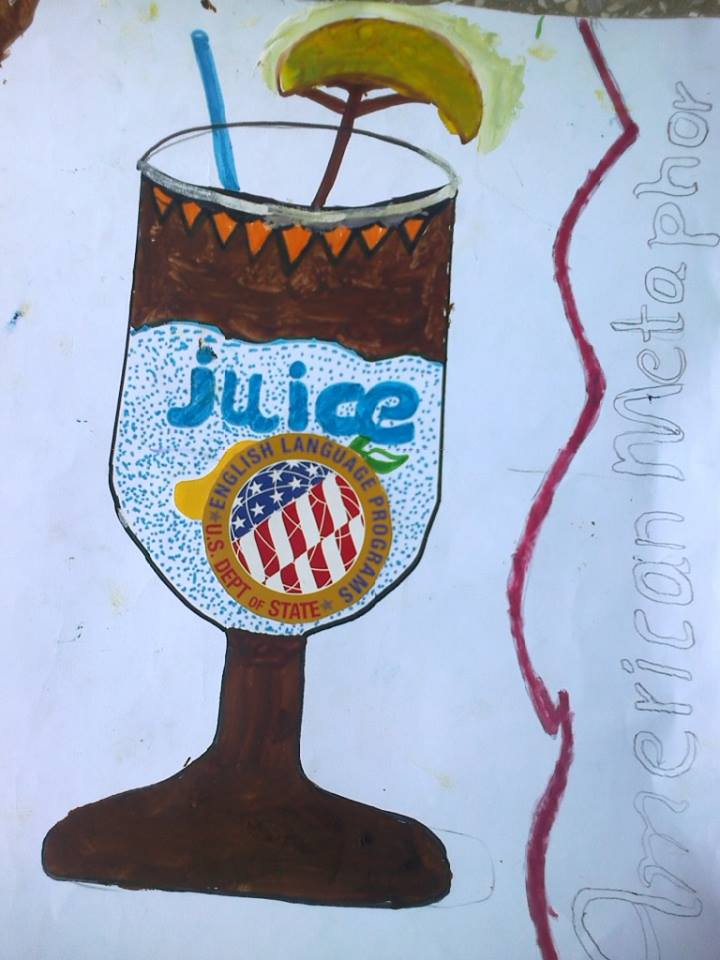 juice
★ ENGLISH LANGUAGE PROGRAMS ★
U.S. DEPT OF STATE
American Metaphor